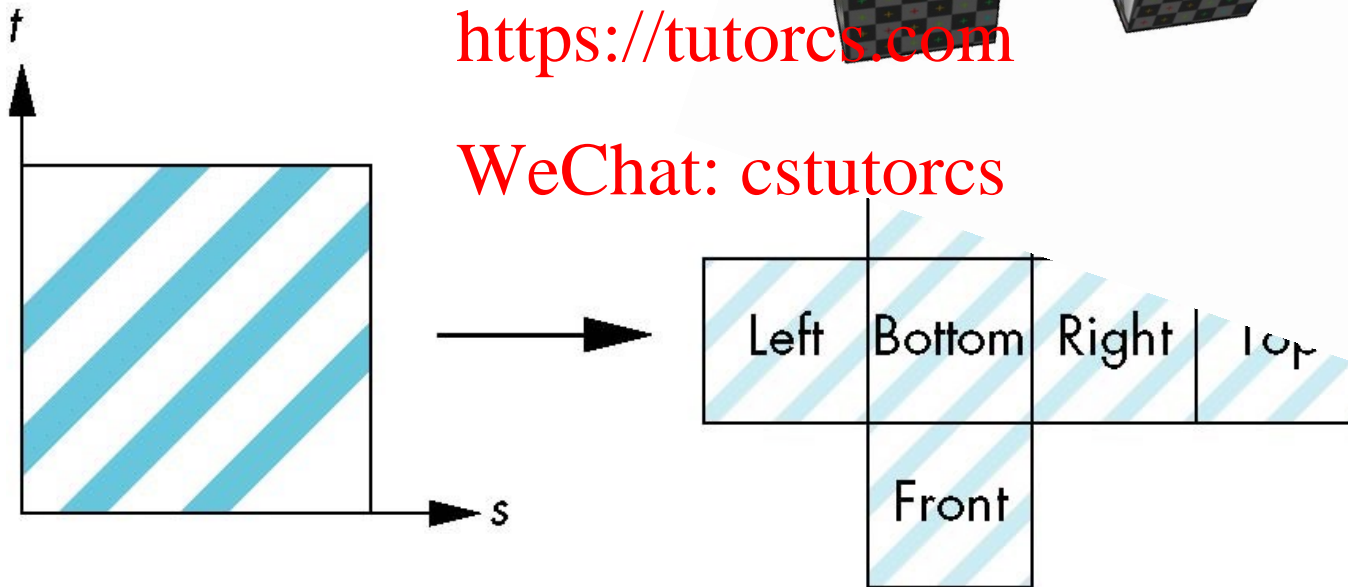 t
https://tutorcs.com
WeChat: cstutorcs
Left Bottom Right
Front
s